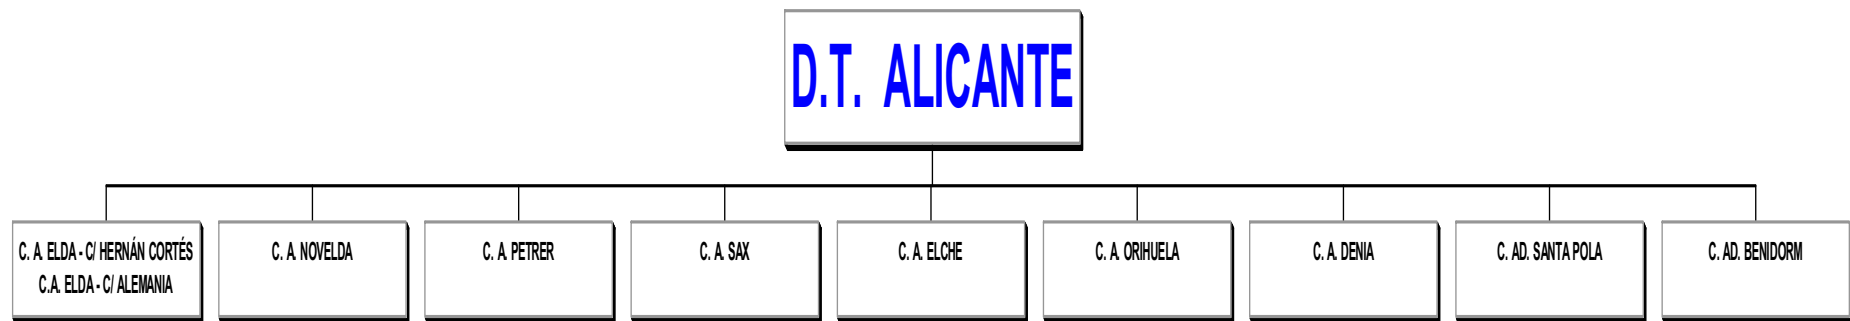 D.T. ALICANTE
C. A. ELDA - C/ HERNÁN CORTÉS
C.A. ELDA - C/ ALEMANIA
C. A. NOVELDA
C. A. PETRER
C. A. SAX
C. A. ELCHE
C. A. ORIHUELA
C. A. DENIA
C. AD. SANTA POLA
C. AD. BENIDORM